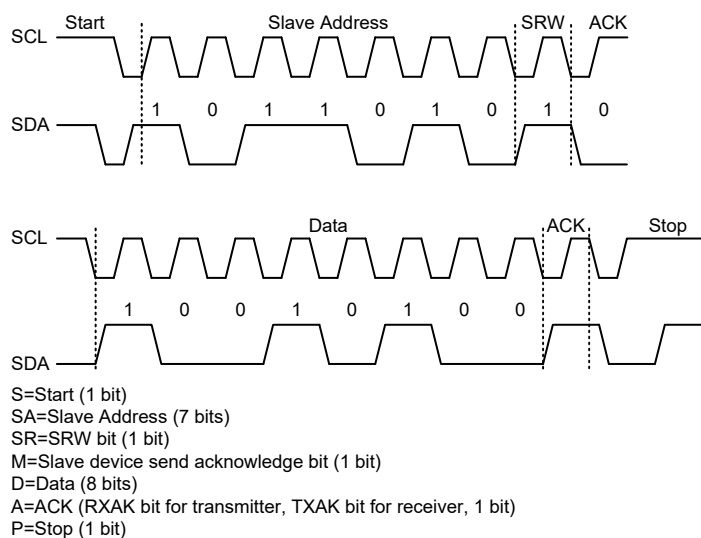 Start Slave Address SRW ACK
SCL
1 0 1 1 0 1 0 1 0
SDA
Data ACK Stop
SCL
1 0 0 1 0 1 0 0
SDA
S=Start (1 bit)
SA=Slave Address (7 bits)
SR=SRW bit (1 bit)
M=Slave device send acknowledge bit (1 bit)
D=Data (8 bits)
A=ACK (RXAK bit for transmitter, TXAK bit for receiver, 1 bit)
P=Stop (1 bit)